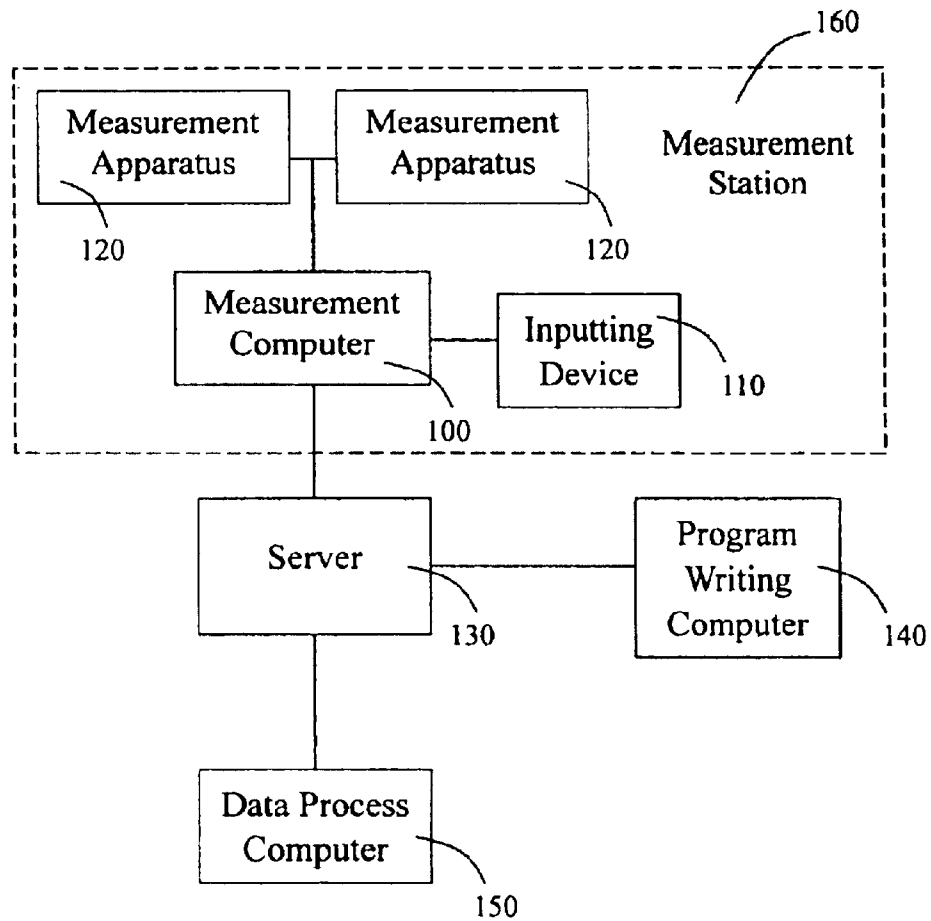 160
Measurement
Apparatus
Measurement
Apparatus
Measurement
Station
120
120
Measurement
Computer
Inputting
Device
110
100
Server
130
Program
Writing
Computer
140
Data Process
Computer
150